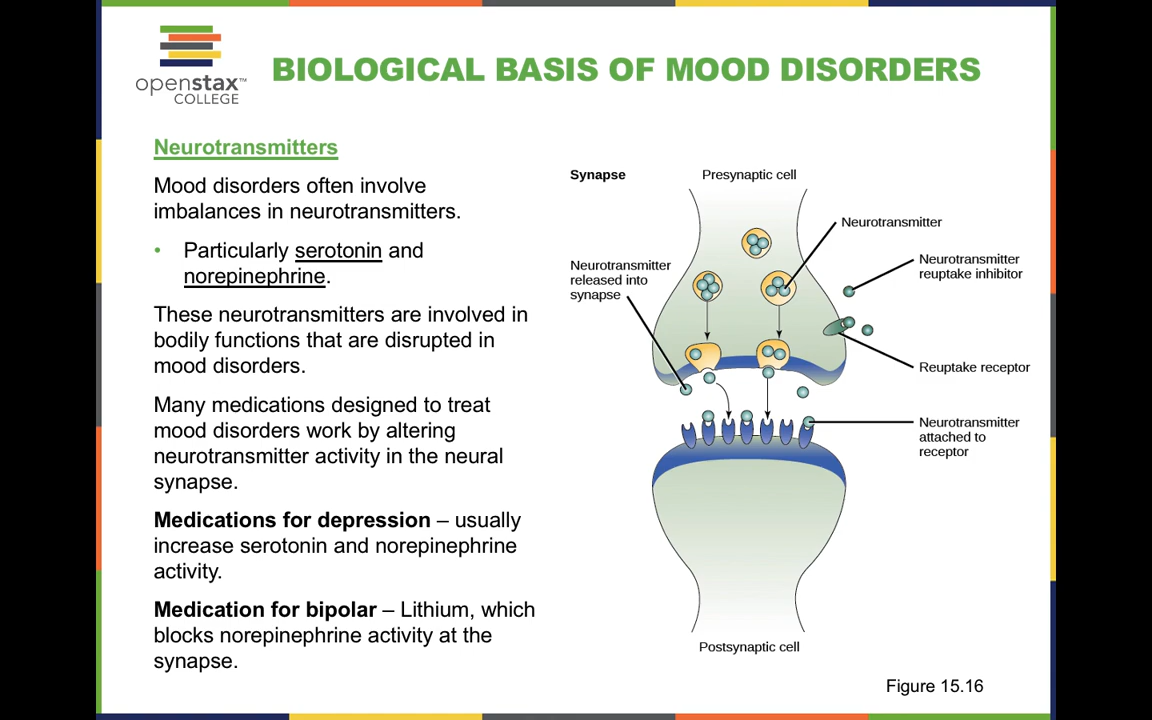 openstax™
COLLEGE
BIOLOGICAL BASIS OF MOOD DISORDERS
Neurotransmitters
Mood disorders often involve
imbalances in neurotransmitters.
• Particularly serotonin and
norepinephrine.
These neurotransmitters are involved in
bodily functions that are disrupted in
mood disorders.
Many medications designed to treat
mood disorders work by altering
neurotransmitter activity in the neural
synapse.
Medications for depression – usually
increase serotonin and norepinephrine
activity.
Medication for bipolar – Lithium, which
blocks norepinephrine activity at the
synapse.
Synapse
Presynaptic cell
Neurotransmitter
Neurotransmitter
reuptake inhibitor
Neurotransmitter
released into
synapse
Reuptake receptor
Neurotransmitter
attached to
receptor
Postsynaptic cell
Figure 15.16